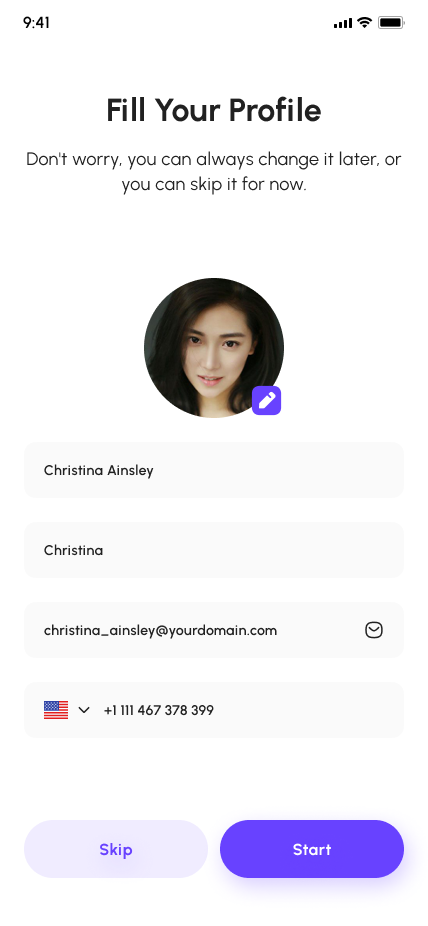 9:41
Fill Your Profile
Don't worry, you can always change it later, or
you can skip it for now.
Christina Ainsley
Christina
christina_ainsley@yourdomain.com
+1 111 467 378 399
Skip
Start